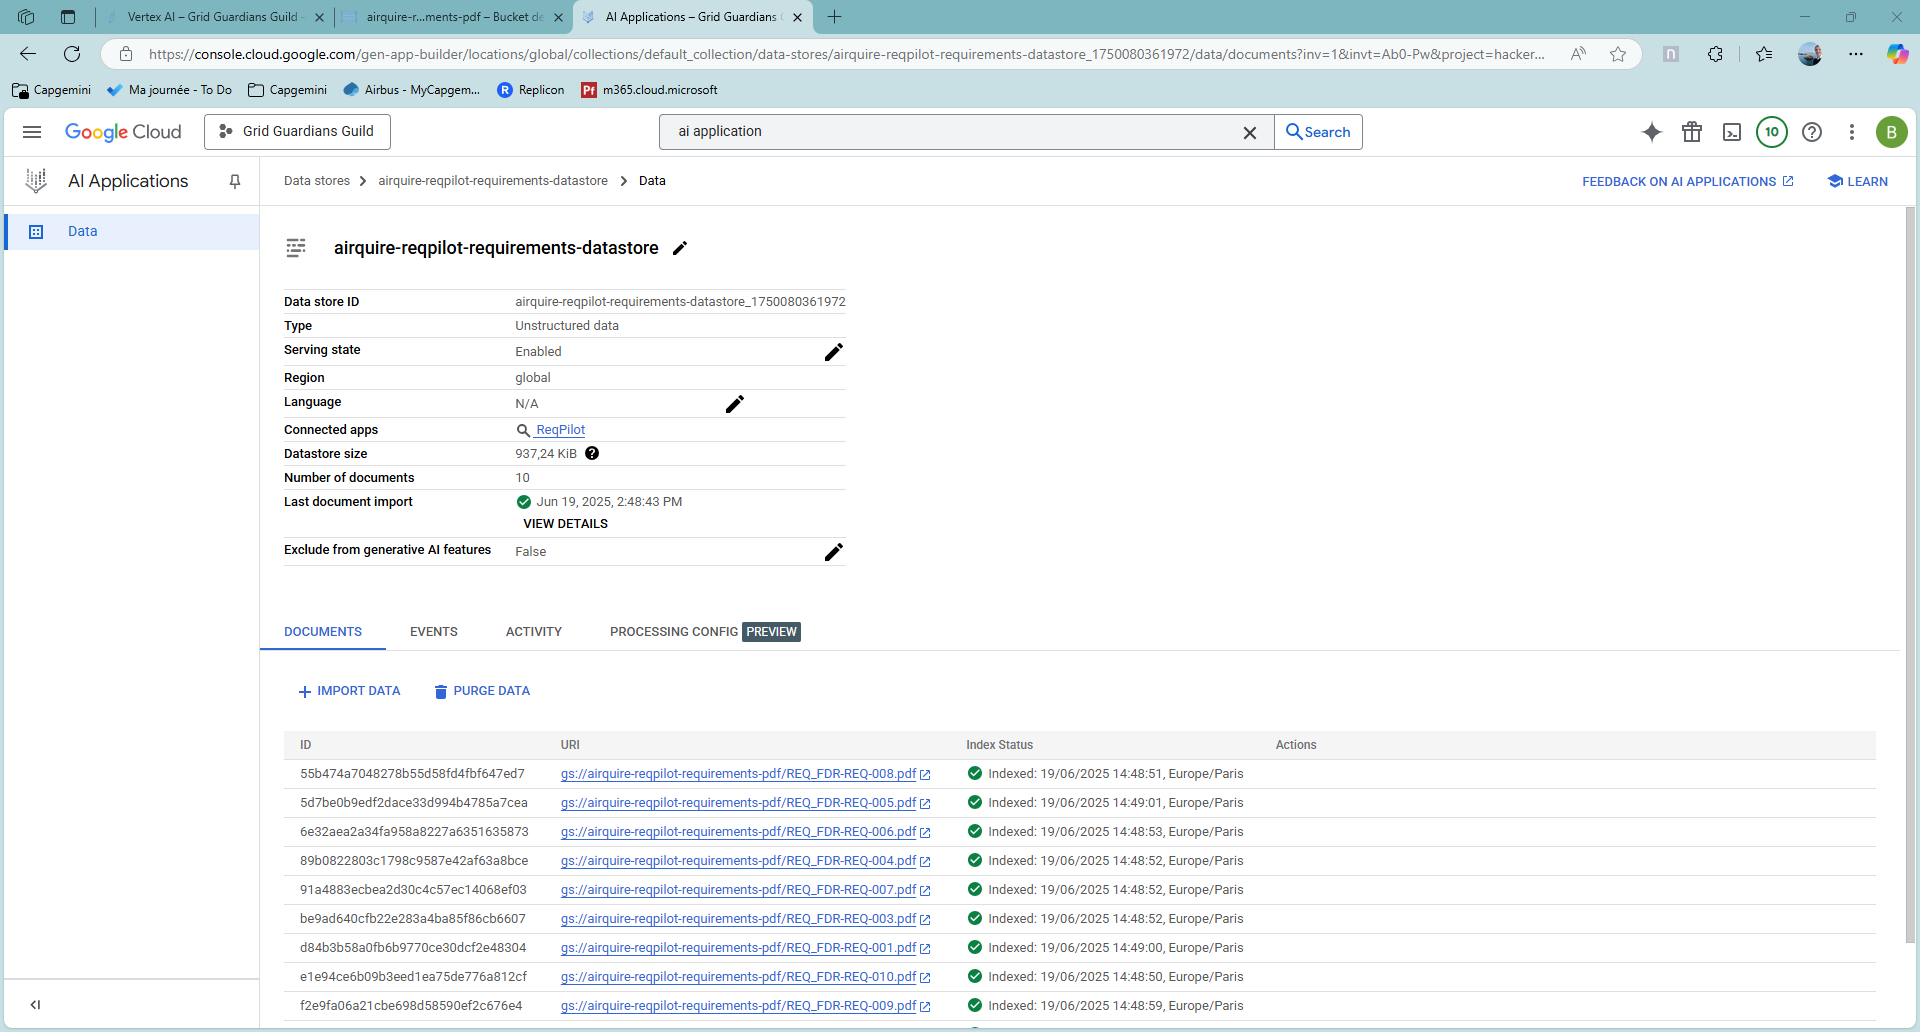 Vertex AI – Grid Guardians Guild -
airquire-r...ments-pdf – Bucket de
AI Applications – Grid Guardians G
https://console.cloud.google.com/gen-app-builder/locations/global/collections/default_collection/data-stores/airquire-reqpilot-requirements-datastore_1750080361972/data/documents?inv=1&invt=Ab0-Pw&project=hacker...
Capgemini
Ma journée - To Do
Capgemini
Airbus - MyCapgem...
R Replicon
Pf m365.cloud.microsoft
Google Cloud
Grid Guardians Guild
ai application
Search
10
B
AI Applications
Data stores > airquire-reqpilot-requirements-datastore > Data
FEEDBACK ON AI APPLICATIONS
LEARN
Data
airquire-reqpilot-requirements-datastore
Data store ID airquire-reqpilot-requirements-datastore_1750080361972
Type Unstructured data
Serving state Enabled
Region global
Language N/A
Connected apps ReqPilot
Datastore size 937,24 KiB
Number of documents 10
Last document import Jun 19, 2025, 2:48:43 PM
VIEW DETAILS
Exclude from generative AI features False
DOCUMENTS EVENTS ACTIVITY PROCESSING CONFIG PREVIEW
IMPORT DATA PURGE DATA
ID URI Index Status Actions
55b474a7048278b55d58fd4fbf647ed7 gs://airquire-reqpilot-requirements-pdf/REQ_FDR-REQ-008.pdf Indexed: 19/06/2025 14:48:51, Europe/Paris
5d7be0b9edf2dace33d994b4785a7cea gs://airquire-reqpilot-requirements-pdf/REQ_FDR-REQ-005.pdf Indexed: 19/06/2025 14:49:01, Europe/Paris
6e32aea2a34fa958a8227a6351635873 gs://airquire-reqpilot-requirements-pdf/REQ_FDR-REQ-006.pdf Indexed: 19/06/2025 14:48:53, Europe/Paris
89b0822803c1798c9587e42af63a8bce gs://airquire-reqpilot-requirements-pdf/REQ_FDR-REQ-004.pdf Indexed: 19/06/2025 14:48:52, Europe/Paris
91a4883ecbea2d30c4c57ec14068ef03 gs://airquire-reqpilot-requirements-pdf/REQ_FDR-REQ-007.pdf Indexed: 19/06/2025 14:48:52, Europe/Paris
be9ad640cfb22e283a4ba85f86cb6607 gs://airquire-reqpilot-requirements-pdf/REQ_FDR-REQ-003.pdf Indexed: 19/06/2025 14:48:52, Europe/Paris
d84b3b58a0fb6b9770ce30dcf2e48304 gs://airquire-reqpilot-requirements-pdf/REQ_FDR-REQ-001.pdf Indexed: 19/06/2025 14:49:00, Europe/Paris
e1e94ce6b09b3eed1ea75de776a812cf gs://airquire-reqpilot-requirements-pdf/REQ_FDR-REQ-010.pdf Indexed: 19/06/2025 14:48:50, Europe/Paris
f2e9fa06a21cbe698d58590ef2c676e4 gs://airquire-reqpilot-requirements-pdf/REQ_FDR-REQ-009.pdf Indexed: 19/06/2025 14:48:59, Europe/Paris